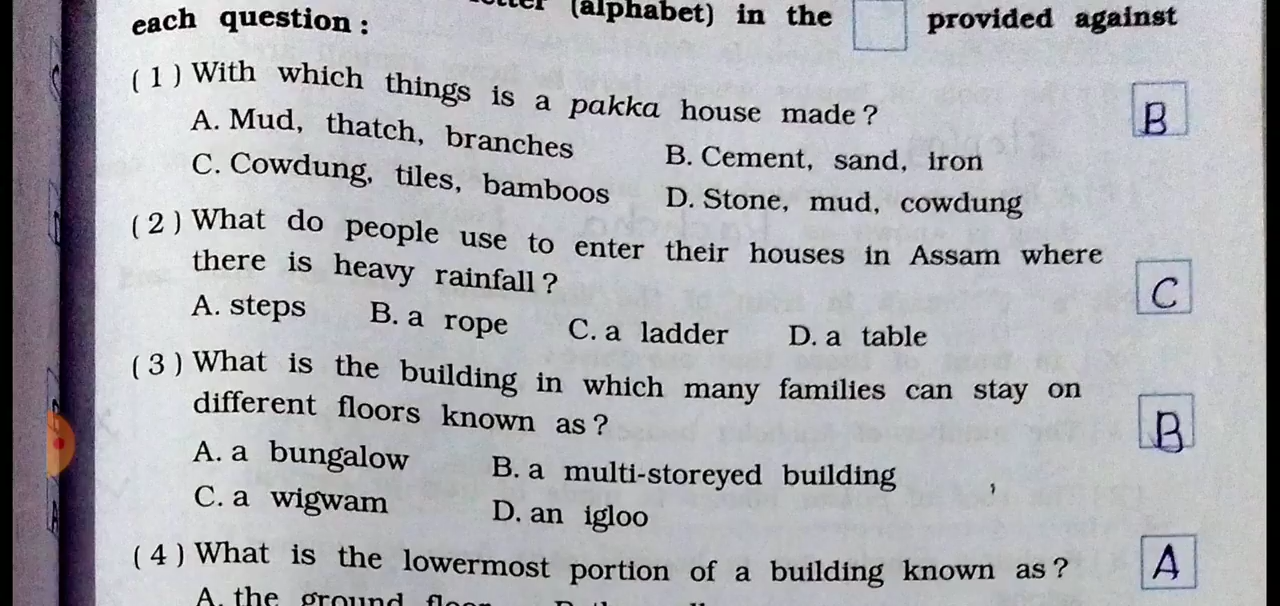 (alphabet) in the provided against
each question :
( 1 ) With which things is a pakka house made ? B
A. Mud, thatch, branches B. Cement, sand, iron
C. Cowdung, tiles, bamboos D. Stone, mud, cowdung
( 2 ) What do people use to enter their houses in Assam where
there is heavy rainfall ? C
A. steps B. a rope C. a ladder D. a table
( 3 ) What is the building in which many families can stay on
different floors known as ? B
A. a bungalow B. a multi-storeyed building
C. a wigwam D. an igloo
( 4 ) What is the lowermost portion of a building known as ? A
A. the ground floor